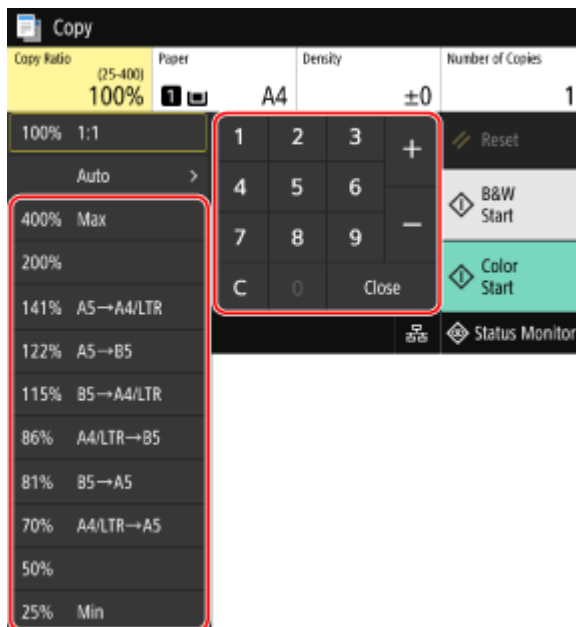 Copy
Copy Ratio
(25-400)
100%
Paper
1
A4
Density
±0
Number of Copies
1
100% 1:1
Auto >
400% Max
200%
141% A5→A4/LTR
122% A5→B5
115% B5→A4/LTR
86% A4/LTR→B5
81% B5→A5
70% A4/LTR→A5
50%
25% Min
1 2 3 +
4 5 6
7 8 9 −
C 0 Close
Reset
B&W
Start
Color
Start
Status Monitor